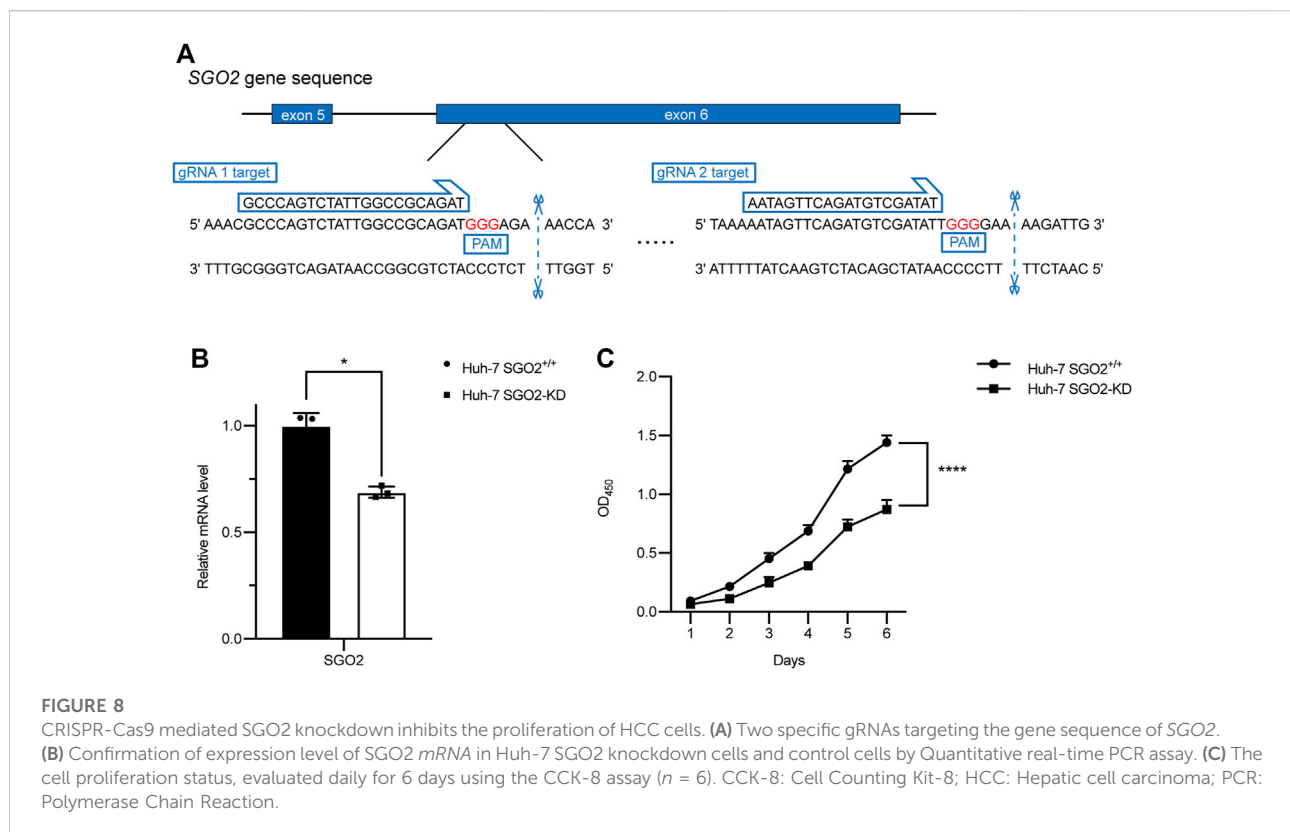 A
SGO2 gene sequence
exon 5
exon 6
gRNA 1 target
GCCCAGTCTATTGGCCGCAGAT
5' AAACGCCCAGTCTATTGGCCGCAGATGGGAGA AACCA 3'
PAM
3' TTTGCGGGTCAGATAACCGGCGTCTACCCTCT TTGGT 5'
.....
gRNA 2 target
AATAGTTCAGATGTCGATAT
5' TAAAAATAGTTCAGATGTCGATATTGGGGAA AAGATTG 3'
PAM
3' ATTTTTATCAAGTCTACAGCTATAACCCCTT TTCTAAC 5'
B
Huh-7 SGO2+/+
Huh-7 SGO2-KD
*
Relative mRNA level
1.0
0.5
0.0
SGO2
C
Huh-7 SGO2+/+
Huh-7 SGO2-KD
****
OD450
2.0
1.5
1.0
0.5
0.0
1 2 3 4 5 6
Days
FIGURE 8
CRISPR-Cas9 mediated SGO2 knockdown inhibits the proliferation of HCC cells. (A) Two specific gRNAs targeting the gene sequence of SGO2.
(B) Confirmation of expression level of SGO2 mRNA in Huh-7 SGO2 knockdown cells and control cells by Quantitative real-time PCR assay. (C) The
cell proliferation status, evaluated daily for 6 days using the CCK-8 assay (n = 6). CCK-8: Cell Counting Kit-8; HCC: Hepatic cell carcinoma; PCR:
Polymerase Chain Reaction.